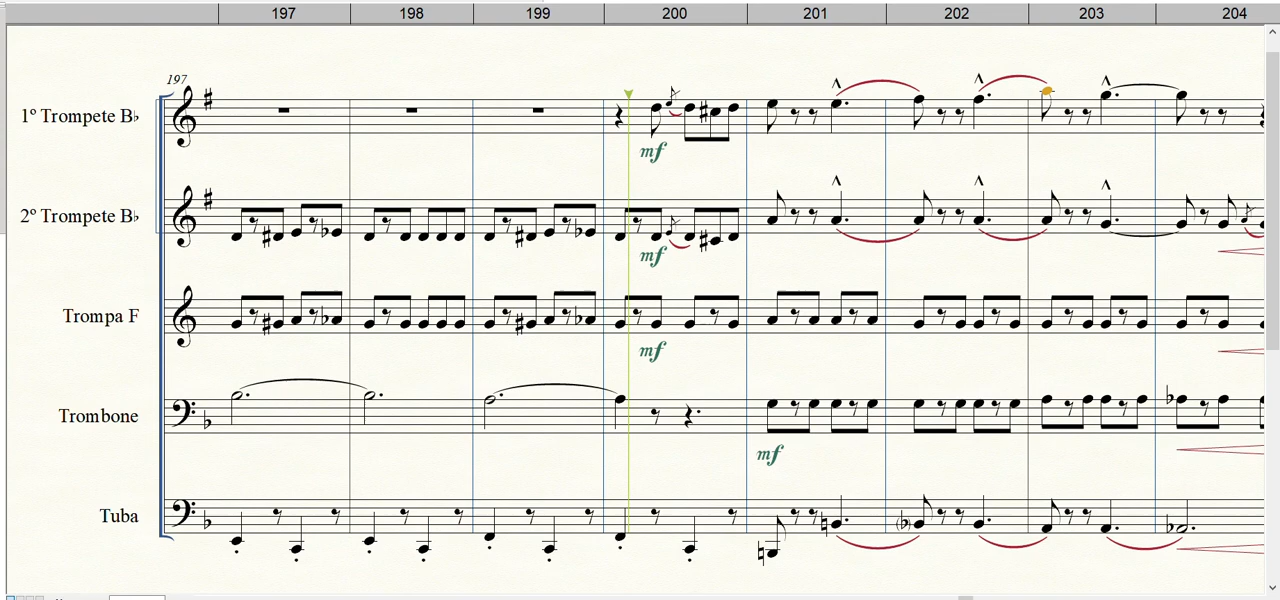 197 198 199 200 201 202 203 204
197
1º Trompete B♭
mf
2º Trompete B♭
mf
Trompa F
mf
Trombone
mf
Tuba